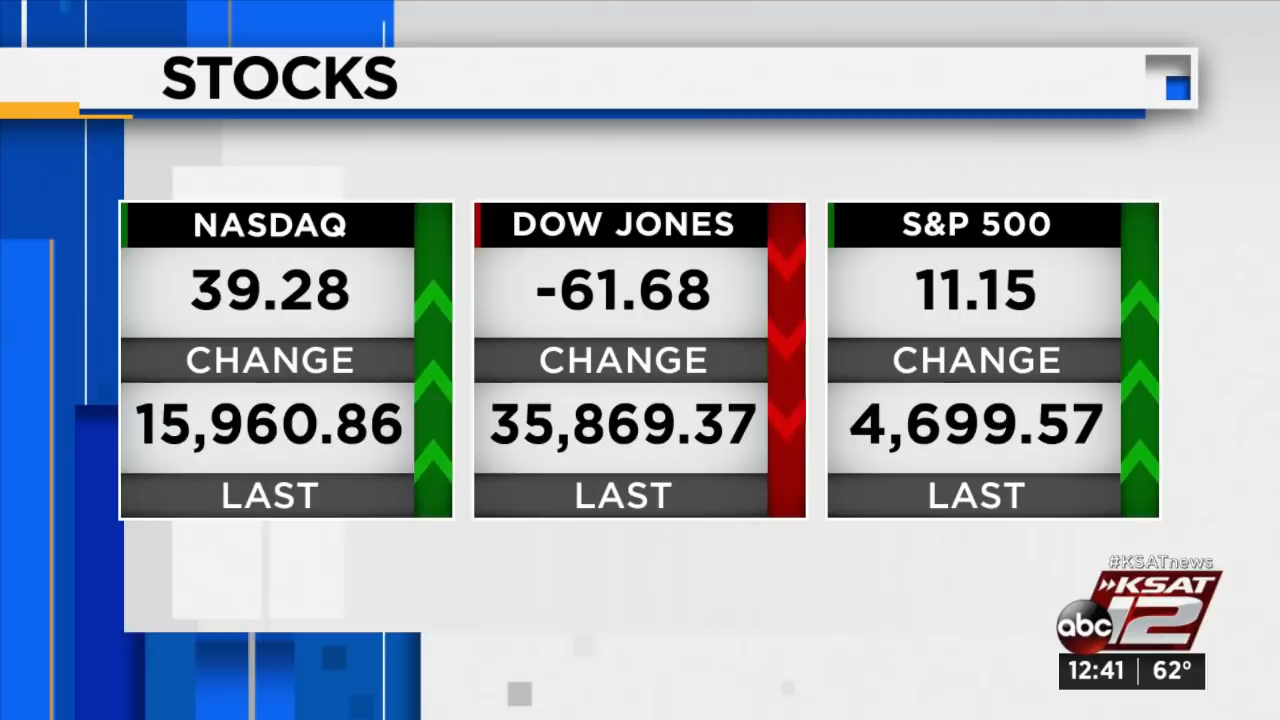 STOCKS
NASDAQ
39.28
CHANGE
15,960.86
LAST
DOW JONES
-61.68
CHANGE
35,869.37
LAST
S&P 500
11.15
CHANGE
4,699.57
LAST
#KSATnews
KSAT
abc 12
12:41 62°